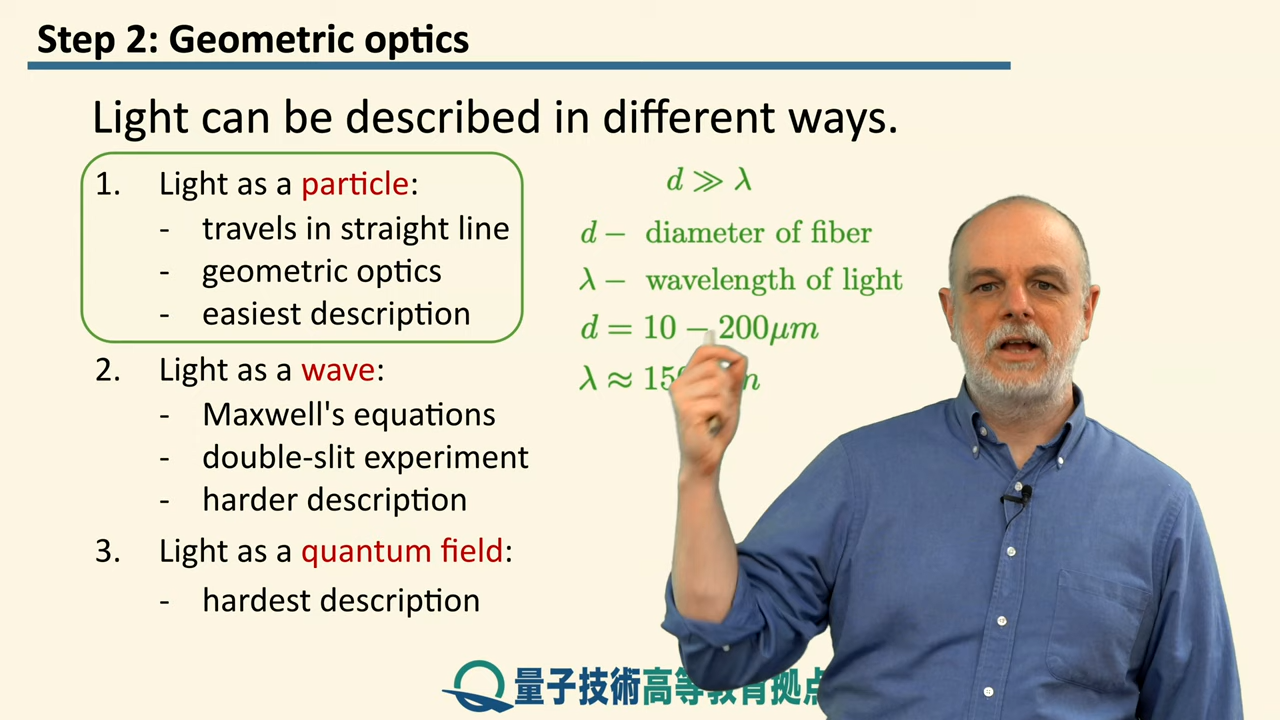 Step 2: Geometric optics
Light can be described in different ways.
1. Light as a particle:
- travels in straight line
- geometric optics
- easiest description
2. Light as a wave:
- Maxwell's equations
- double-slit experiment
- harder description
3. Light as a quantum field:
- hardest description
d ≫ λ
d − diameter of fiber
λ − wavelength of light
d = 10 − 200μm
λ ≈
量子技術高等教育拠点